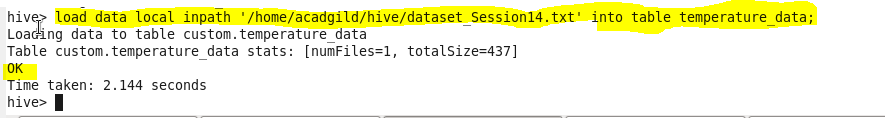 hive> load data local inpath '/home/acadgild/hive/dataset_Session14.txt' into table temperature_data;
Loading data to table custom.temperature_data
Table custom.temperature_data stats: [numFiles=1, totalSize=437]
OK
Time taken: 2.144 seconds
hive>